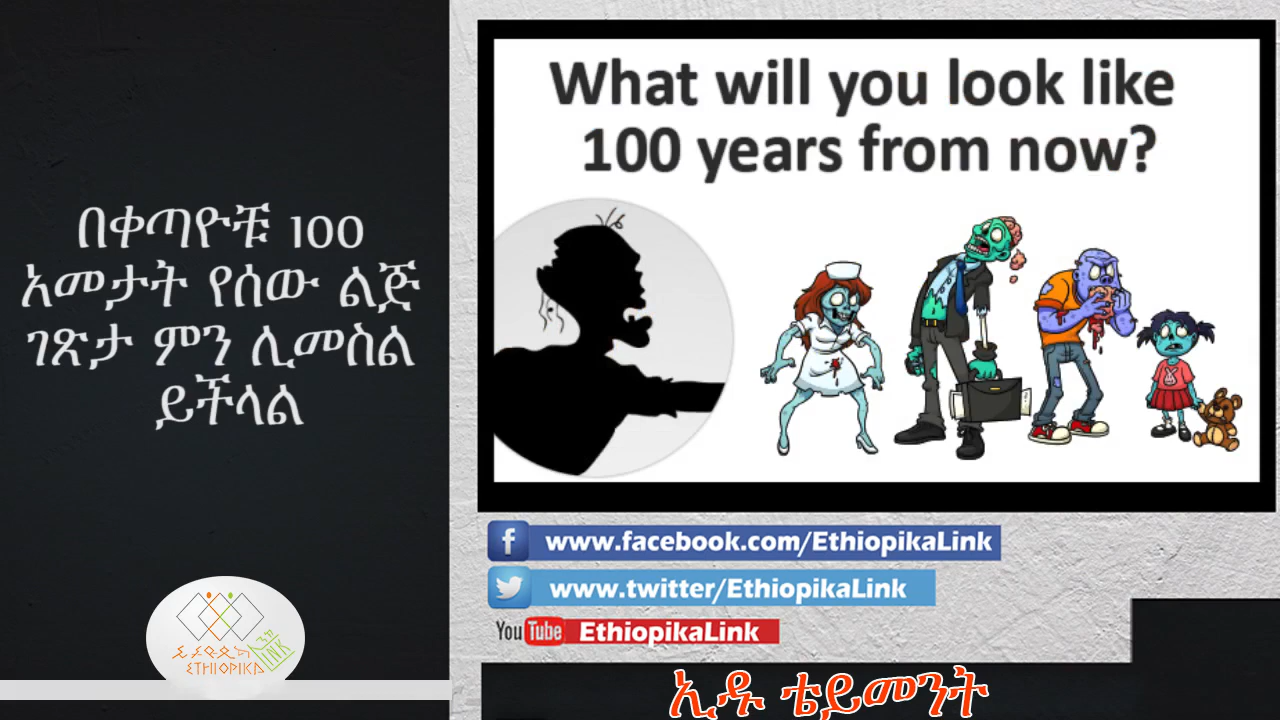 በቀጣዮቹ 100
አመታት የሰው ልጅ
ገጽታ ምን ሊመስል
ይችላል
What will you look like
100 years from now?
www.facebook.com/EthiopikaLink
www.twitter/EthiopikaLink
YouTube EthiopikaLink
ETHIOPIKA
LINK
ኢዱ ቴይመንት